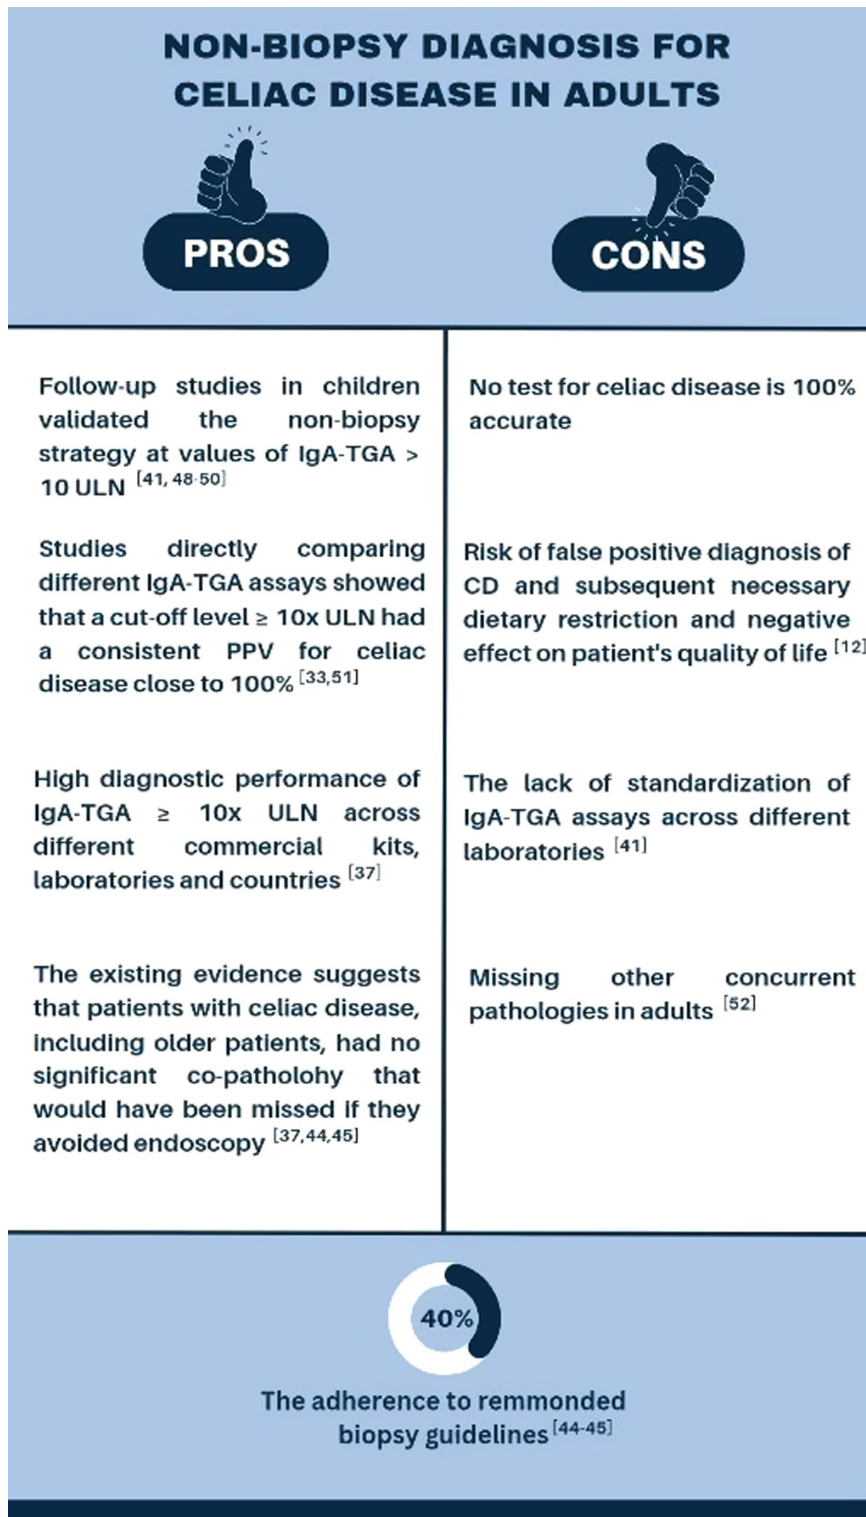 NON-BIOPSY DIAGNOSIS FOR
CELIAC DISEASE IN ADULTS
PROS
CONS
Follow-up studies in children
validated the non-biopsy
strategy at values of IgA-TGA >
10 ULN [41, 48-50]
Studies directly comparing
different IgA-TGA assays showed
that a cut-off level ≥ 10x ULN had
a consistent PPV for celiac
disease close to 100% [33,51]
High diagnostic performance of
IgA-TGA ≥ 10x ULN across
different commercial kits,
laboratories and countries [37]
The existing evidence suggests
that patients with celiac disease,
including older patients, had no
significant co-patholohy that
would have been missed if they
avoided endoscopy [37,44,45]
No test for celiac disease is 100%
accurate
Risk of false positive diagnosis of
CD and subsequent necessary
dietary restriction and negative
effect on patient's quality of life [12]
The lack of standardization of
IgA-TGA assays across different
laboratories [41]
Missing other concurrent
pathologies in adults [52]
40%
The adherence to remmonded
biopsy guidelines [44-45]